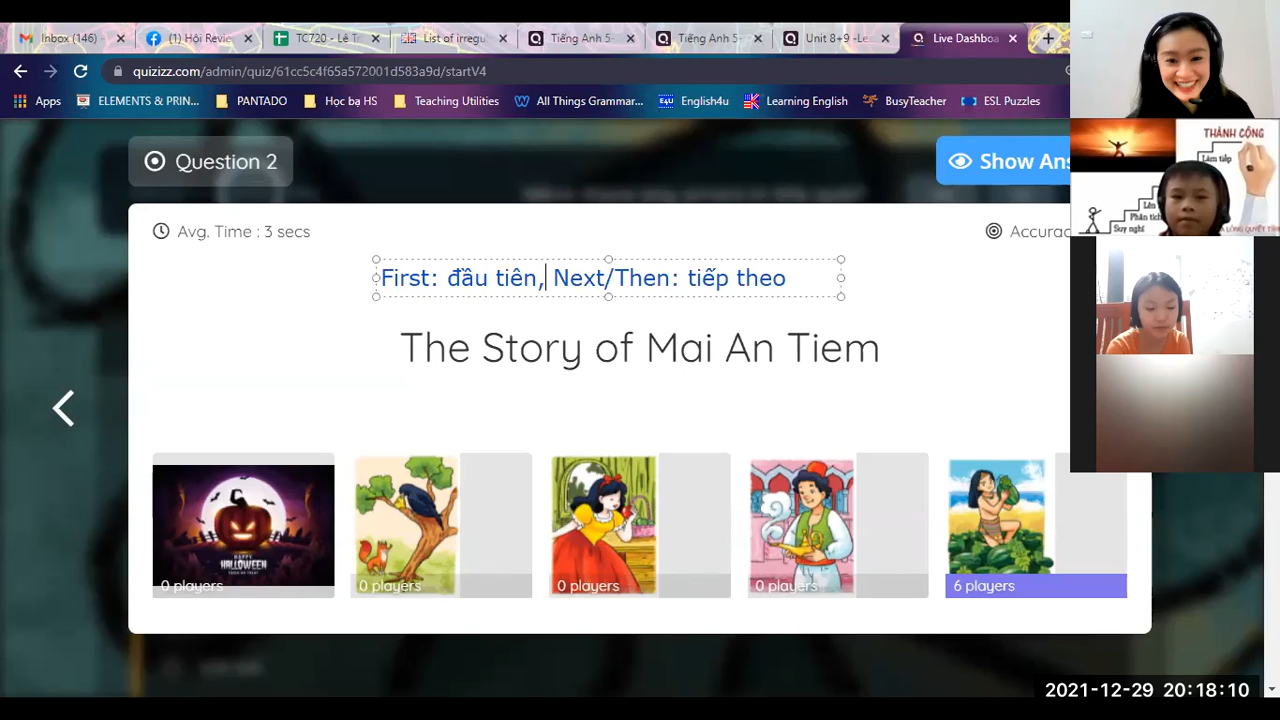 Inbox (146)
(1) Hội Revie
TC720 - Lê T
List of irregu
Tiếng Anh 5-
Tiếng Anh 5-
Unit 8+9 -Le
Live Dashboa
quizizz.com/admin/quiz/61cc5c4f65a572001d583a9d/startV4
Apps
ELEMENTS & PRIN...
PANTADO
Học bạ HS
Teaching Utilities
All Things Grammar...
English4u
Learning English
BusyTeacher
ESL Puzzles
THÀNH CÔNG
Làm tiếp
Phân tích
Suy nghĩ
Question 2
Show Ans
Avg. Time : 3 secs
Accurac
First: đầu tiên, Next/Then: tiếp theo
The Story of Mai An Tiem
HAPPY
HALLOWEEN
0 players
0 players
0 players
0 players
6 players
2021-12-29 20:18:10